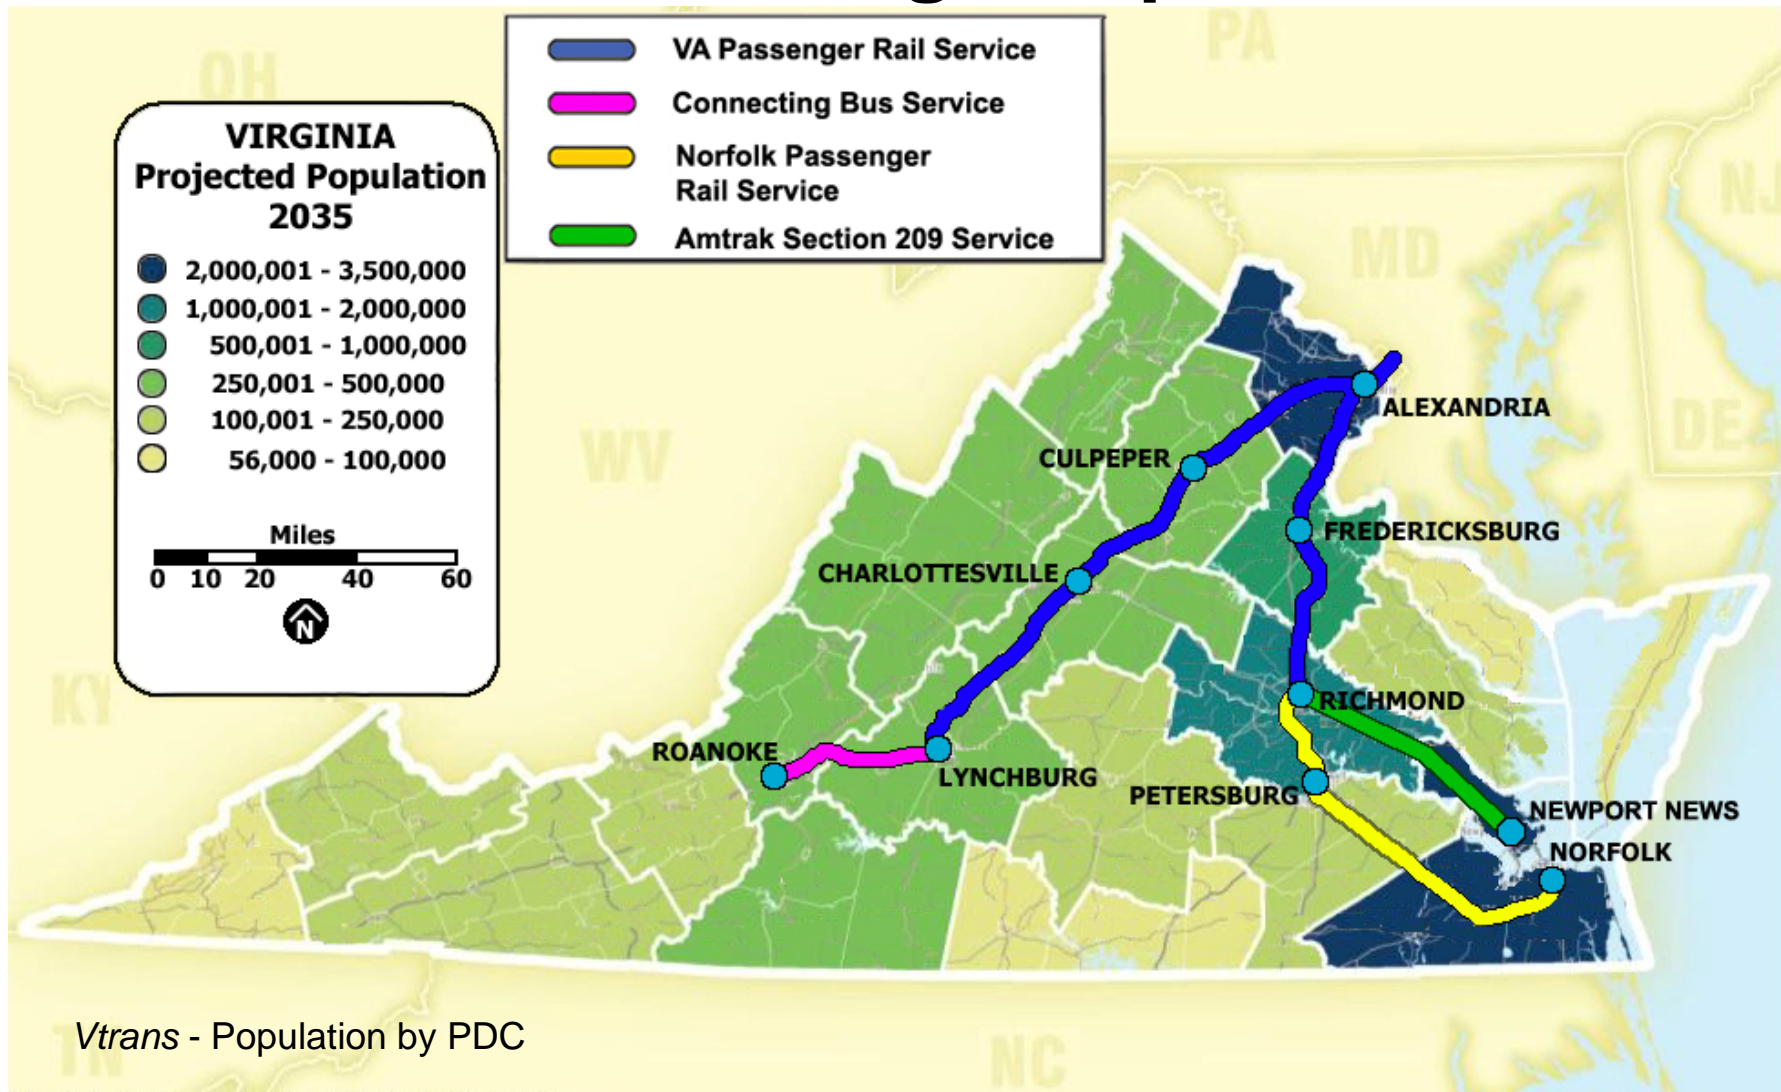 VA Passenger Rail Service
Connecting Bus Service
Norfolk Passenger
Rail Service
Amtrak Section 209 Service
VIRGINIA
Projected Population
2035
2,000,001 - 3,500,000
1,000,001 - 2,000,000
500,001 - 1,000,000
250,001 - 500,000
100,001 - 250,000
56,000 - 100,000
Miles
0 10 20 40 60
N
OH
PA
NJ
MD
DE
WV
KY
TN
NC
ALEXANDRIA
CULPEPER
FREDERICKSBURG
CHARLOTTESVILLE
RICHMOND
ROANOKE
LYNCHBURG
PETERSBURG
NEWPORT NEWS
NORFOLK
Vtrans - Population by PDC